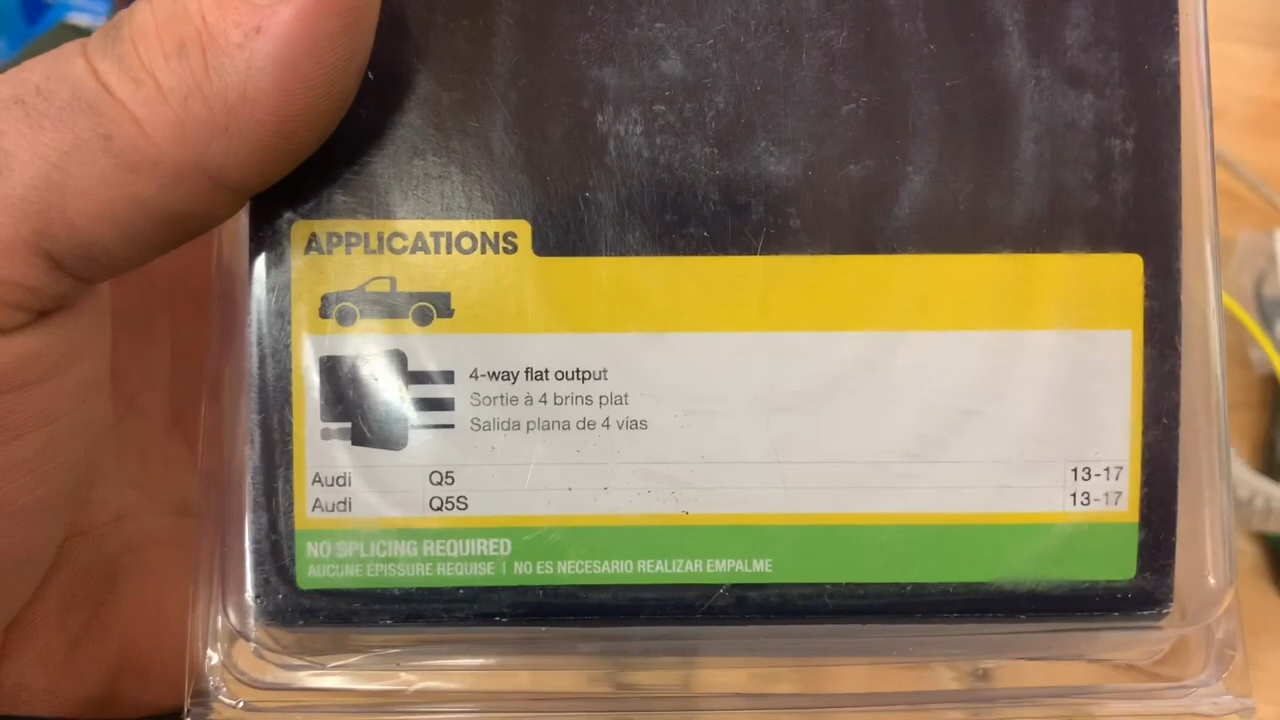 APPLICATIONS
4-way flat output
Sortie à 4 brins plat
Salida plana de 4 vías
Audi Q5 13-17
Audi Q5S 13-17
NO SPLICING REQUIRED
AUCUNE ÉPISSURE REQUISE | NO ES NECESARIO REALIZAR EMPALME